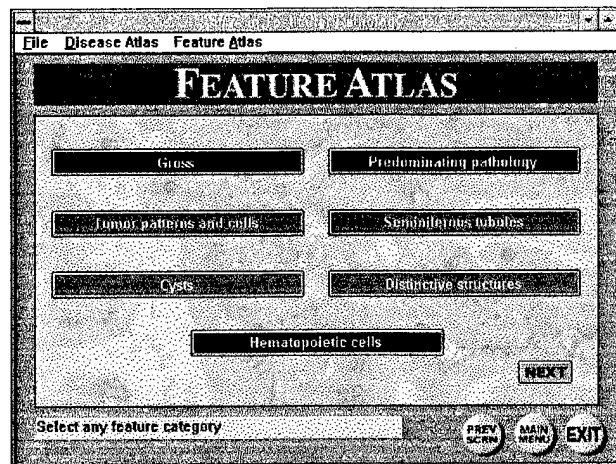 File Disease Atlas Feature Atlas
FEATURE ATLAS
Gross Predominating pathology
Tumor patterns and cells Seminiferous tubules
Cysts Distinctive structures
Hematopoietic cells
NEXT
Select any feature category
PREV SCRN MAIN MENU EXIT